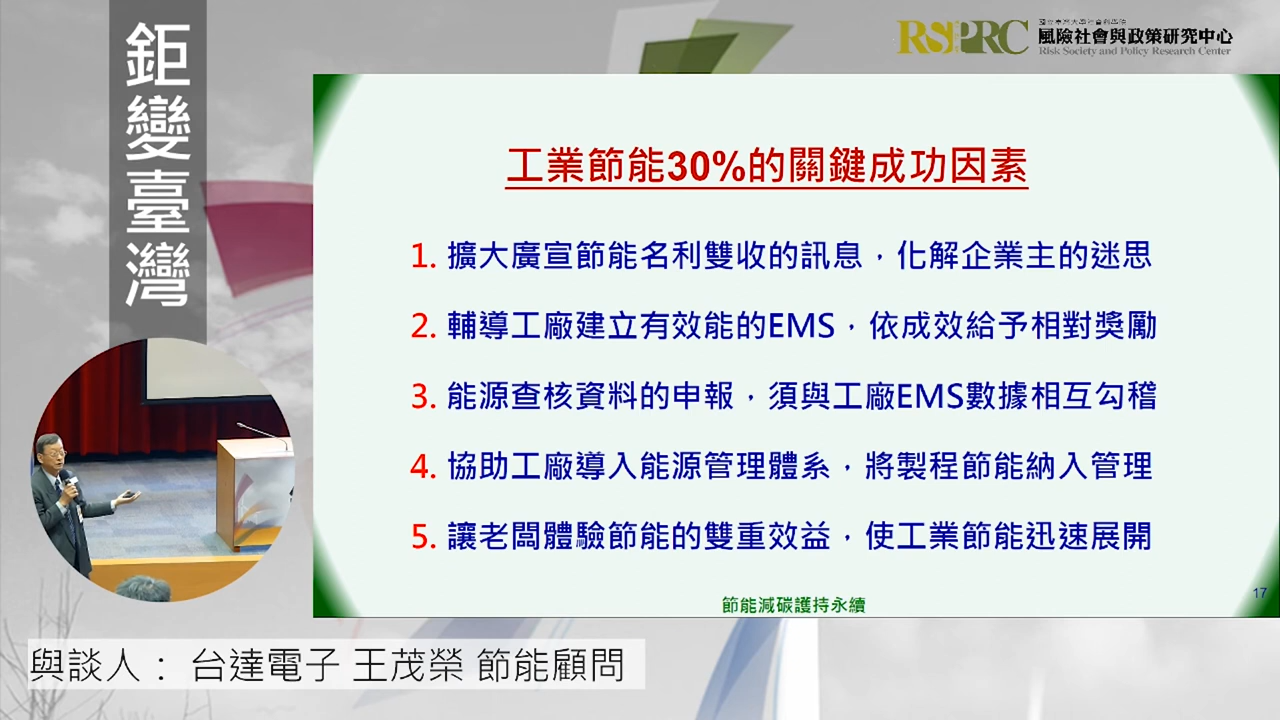 鉅變臺灣
RSPRC
國立臺灣大學社會科學院
風險社會與政策研究中心
Risk Society and Policy Research Center
工業節能30%的關鍵成功因素
1. 擴大廣宣節能名利雙收的訊息，化解企業主的迷思
2. 輔導工廠建立有效能的EMS，依成效給予相對獎勵
3. 能源查核資料的申報，須與工廠EMS數據相互勾稽
4. 協助工廠導入能源管理體系，將製程節能納入管理
5. 讓老闆體驗節能的雙重效益，使工業節能迅速展開
節能減碳護持永續
17
與談人： 台達電子 王茂榮 節能顧問